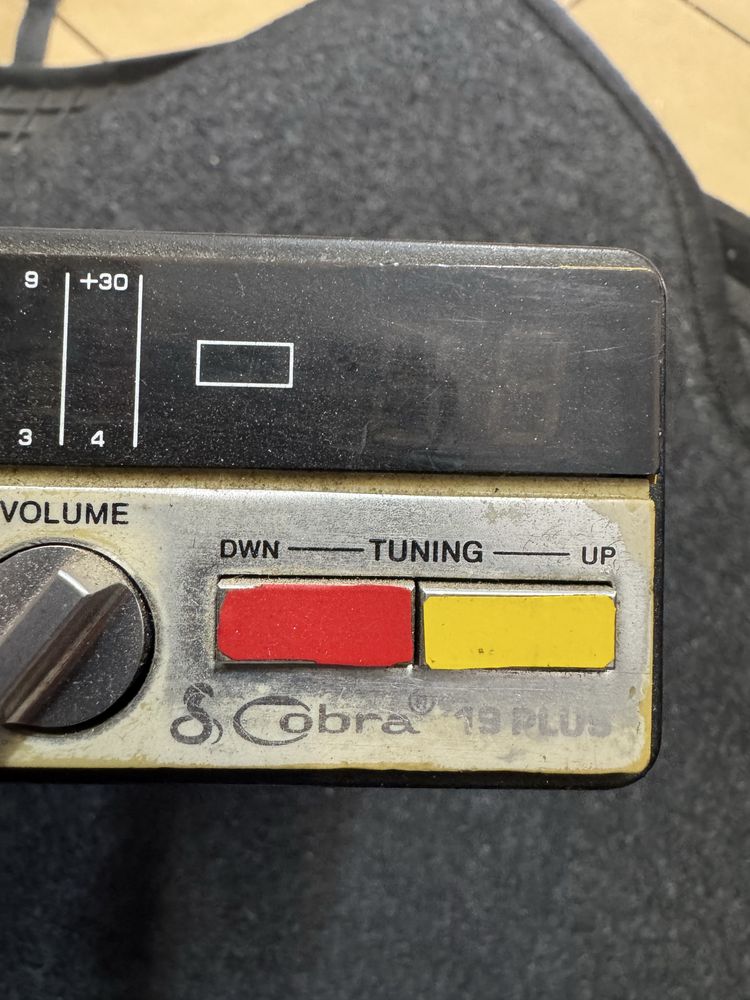 9 +30
3 4
VOLUME
DWN TUNING UP
Cobra® 19 PLUS